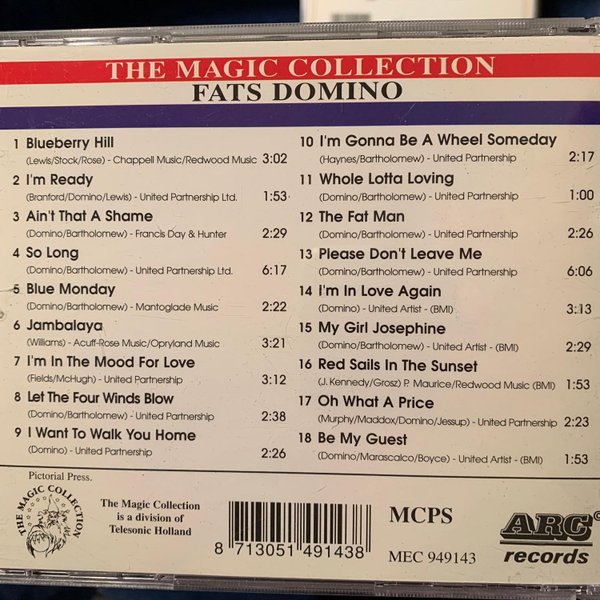 THE MAGIC COLLECTION
FATS DOMINO
1 Blueberry Hill
(Lewis/Stock/Rose) - Chappell Music/Redwood Music 3:02
2 I'm Ready
(Branford/Domino/Lewis) - United Partnership Ltd. 1:53
3 Ain't That A Shame
(Domino/Bartholomew) - Francis Day & Hunter 2:29
4 So Long
(Domino/Bartholomew) - United Partnership Ltd. 6:17
5 Blue Monday
(Domino/Bartholomew) - Mantoglade Music 2:22
6 Jambalaya
(Williams) - Acuff-Rose Music/Opryland Music 3:21
7 I'm In The Mood For Love
(Fields/McHugh) - United Partnership 3:12
8 Let The Four Winds Blow
(Domino/Bartholomew) - United Partnership 2:38
9 I Want To Walk You Home
(Domino) - United Partnership 2:26
10 I'm Gonna Be A Wheel Someday
(Haynes/Bartholomew) - United Partnership 2:17
11 Whole Lotta Loving
(Domino/Bartholomew) - United Partnership 1:00
12 The Fat Man
(Domino/Bartholomew) - United Partnership 2:26
13 Please Don't Leave Me
(Domino/Bartholomew) - United Partnership 6:06
14 I'm In Love Again
(Domino) - United Artist - (BMI) 3:13
15 My Girl Josephine
(Domino/Bartholomew) - United Artist - (BMI) 2:29
16 Red Sails In The Sunset
(J. Kennedy/Grosz) P. Maurice/Redwood Music (BMI) 1:53
17 Oh What A Price
(Murphy/Maddox/Domino/Jessup) - United Partnership 2:23
18 Be My Guest
(Domino/Marascalco/Boyce) - United Artist - (BMI) 1:53
Pictorial Press.
THE MAGIC COLLECTION
The Magic Collection
is a division of
Telesonic Holland
8 713051 491438
MCPS
MEC 949143
ARC ©
records